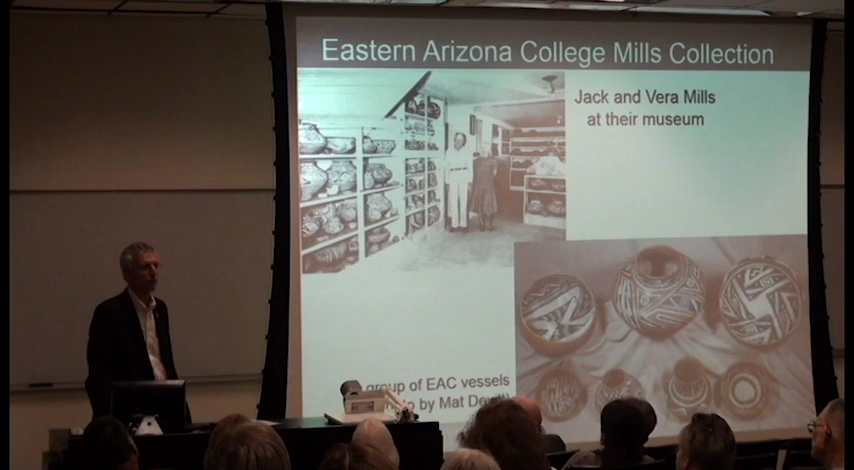 Eastern Arizona College Mills Collection
Jack and Vera Mills
at their museum
group of EAC vessels
by Mat Devitt